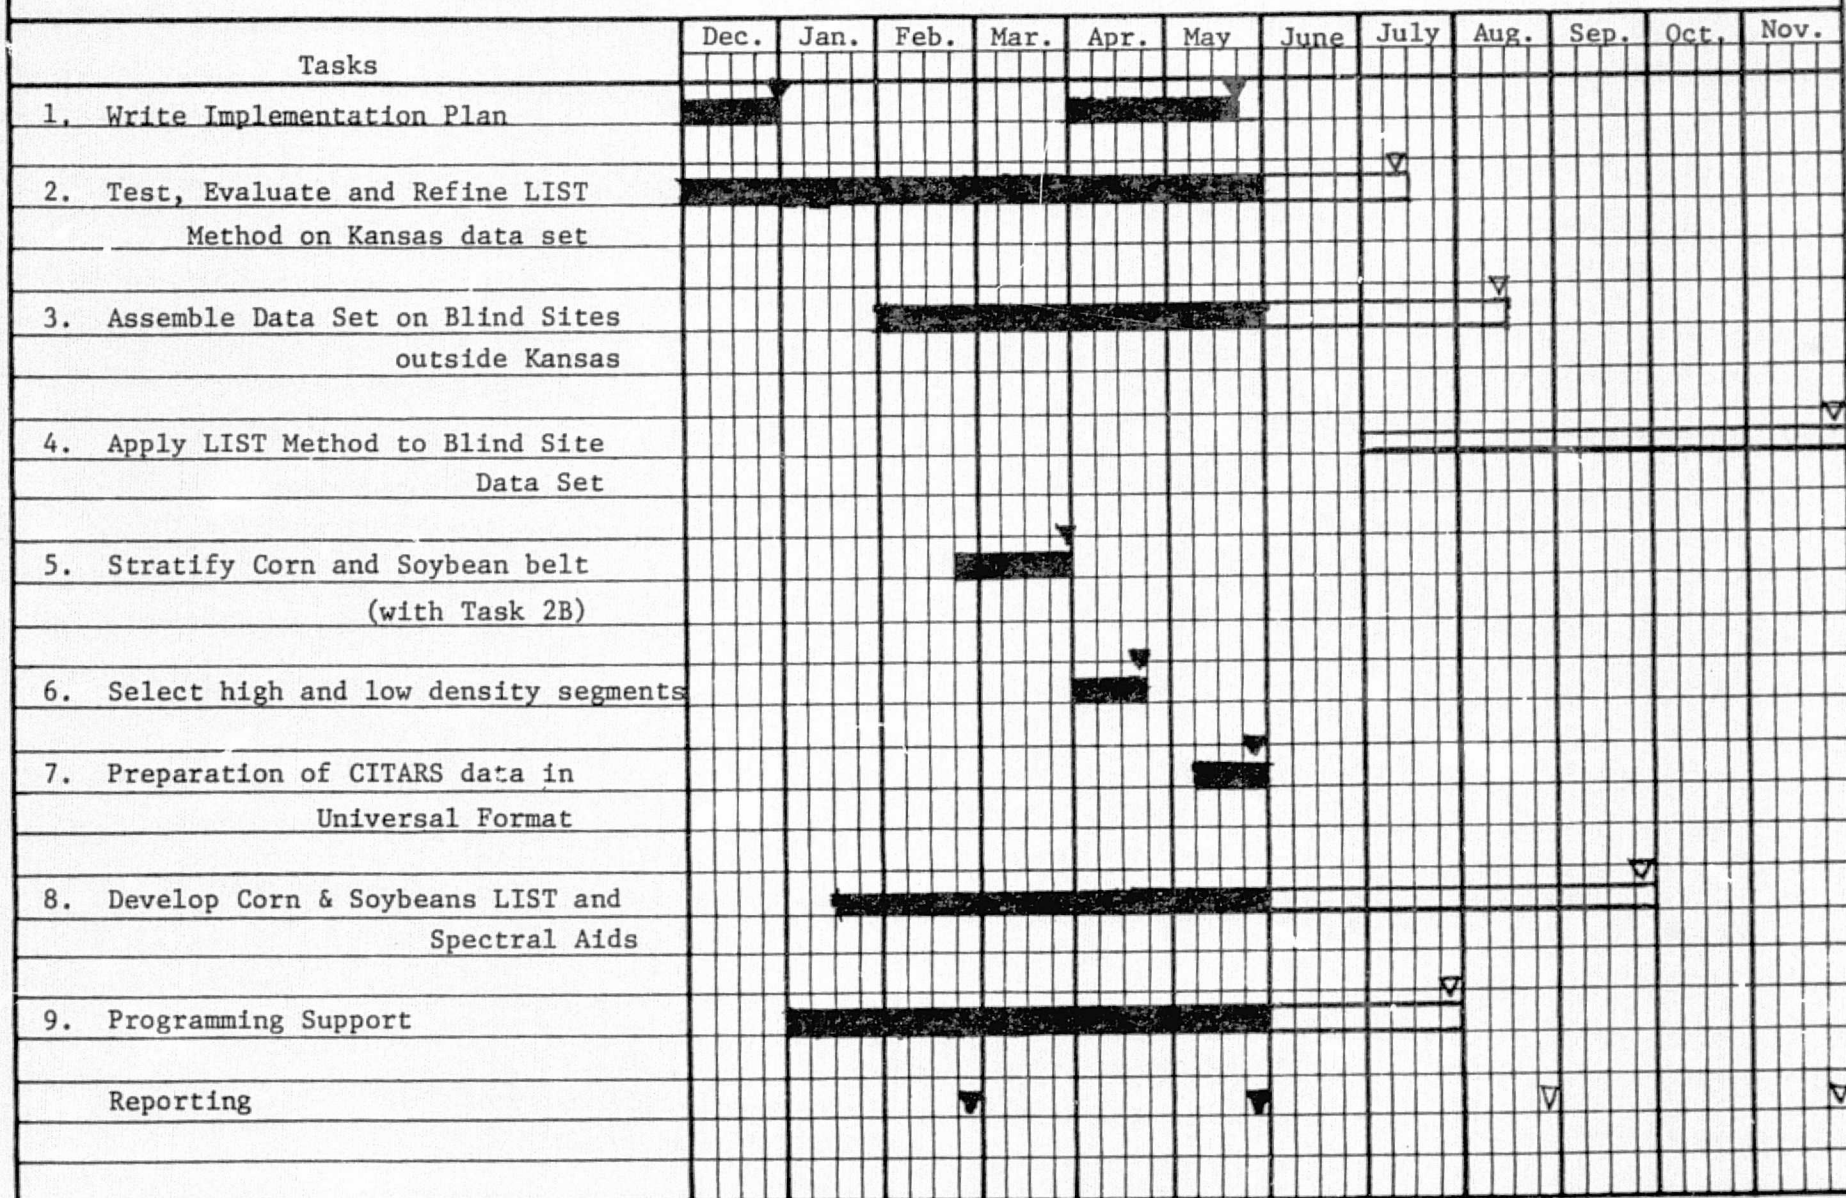 Dec. Jan. Feb. Mar. Apr. May June July Aug. Sep. Oct. Nov.
Tasks
1. Write Implementation Plan
2. Test, Evaluate and Refine LIST
Method on Kansas data set
3. Assemble Data Set on Blind Sites
outside Kansas
4. Apply LIST Method to Blind Site
Data Set
5. Stratify Corn and Soybean belt
(with Task 2B)
6. Select high and low density segments
7. Preparation of CITARS data in
Universal Format
8. Develop Corn & Soybeans LIST and
Spectral Aids
9. Programming Support
Reporting